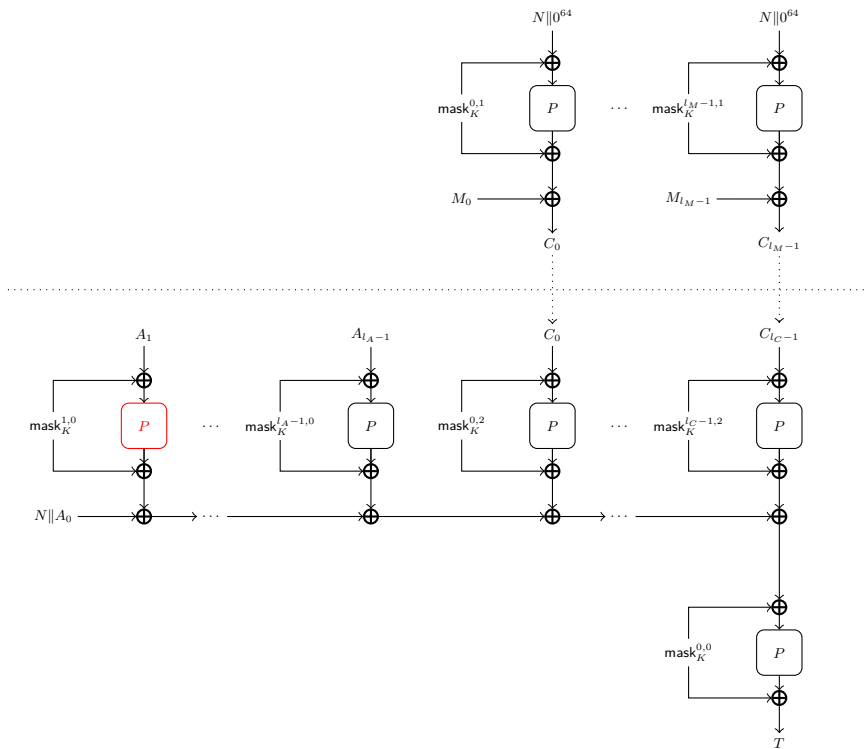 N‖0^{64} N‖0^{64}
mask_K^{0,1} P ··· mask_K^{l_M−1,1} P
M_0 M_{l_M−1}
C_0 C_{l_M−1}
A_1 A_{l_A−1} C_0 C_{l_C−1}
mask_K^{1,0} P ··· mask_K^{l_A−1,0} P mask_K^{0,2} P ··· mask_K^{l_C−1,2} P
N‖A_0 ··· ···
mask_K^{0,0} P
T